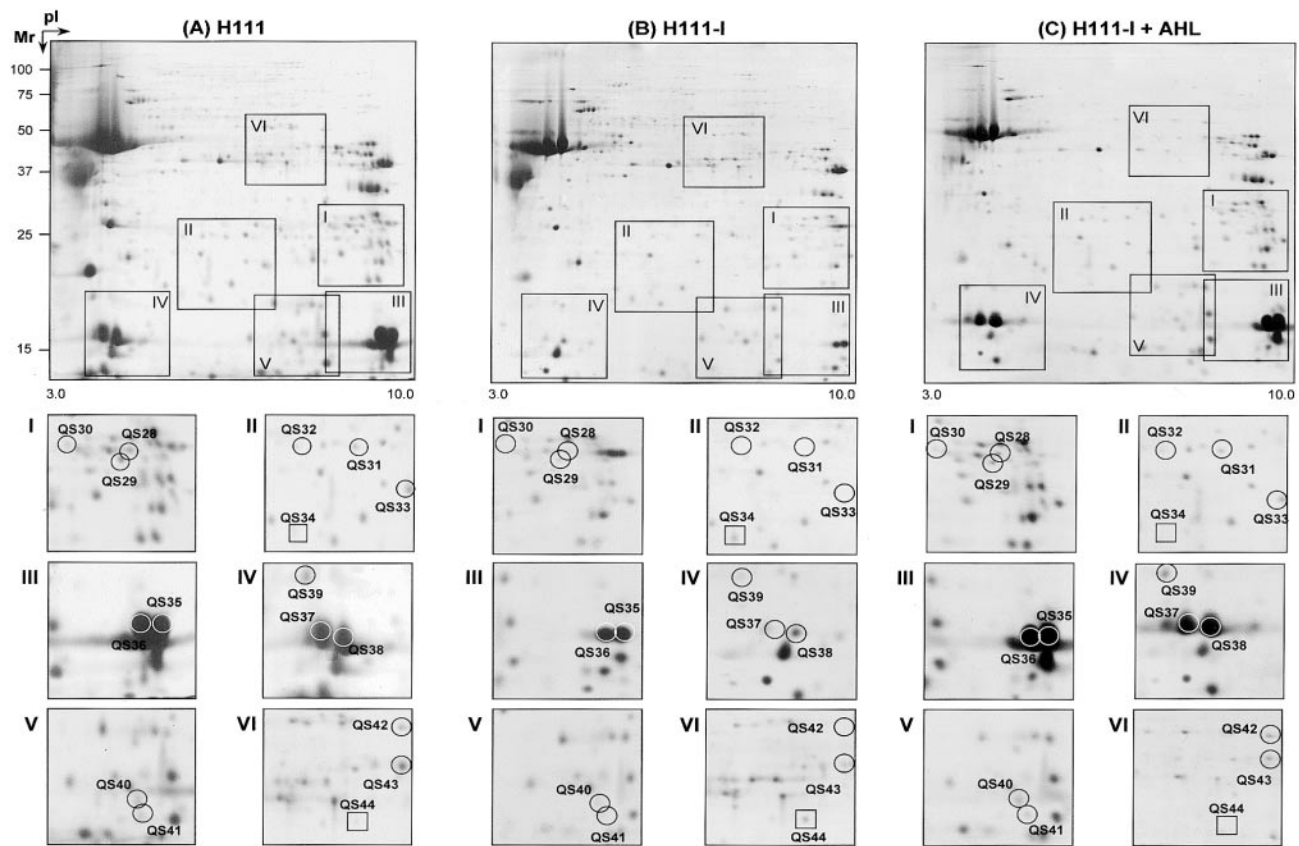 pI
Mr
(A) H111
(B) H111-I
(C) H111-I + AHL
100
75
50
37
25
15
VI
I
II
III
IV
V
VI
I
II
III
IV
V
VI
I
II
III
IV
V
3.0
10.0
3.0
10.0
3.0
10.0
I
QS30
QS28
QS29
II
QS32
QS31
QS33
QS34
I
QS30
QS28
QS29
II
QS32
QS31
QS33
QS34
I
QS30
QS28
QS29
II
QS32
QS31
QS33
QS34
III
QS35
QS36
IV
QS39
QS37
QS38
III
QS35
QS36
IV
QS39
QS37
QS38
III
QS35
QS36
IV
QS39
QS37
QS38
V
QS40
QS41
VI
QS42
QS43
QS44
V
QS40
QS41
VI
QS42
QS43
QS44
V
QS40
QS41
VI
QS42
QS43
QS44